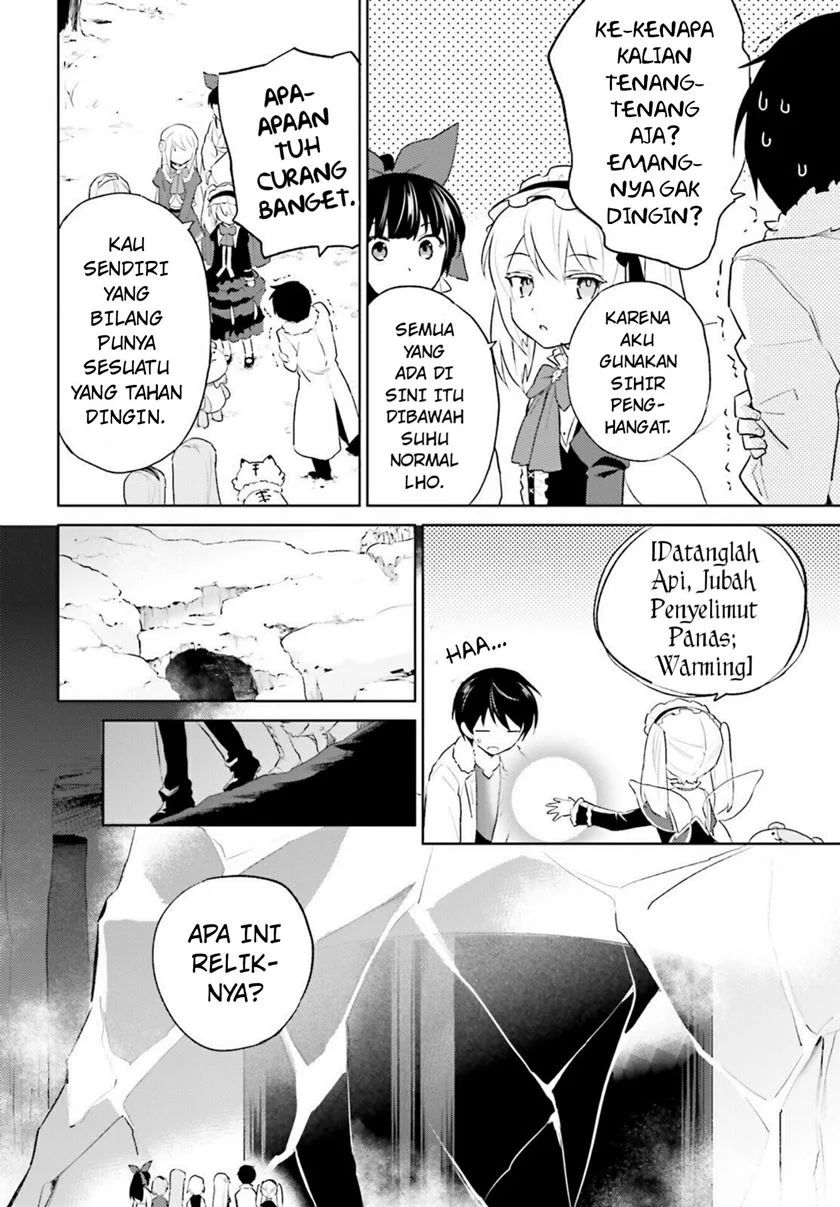 KE-KENAPA
KALIAN
TENANG-
TENANG
AJA?
EMANG-
NYA GAK
DINGIN?
KARENA
AKU
GUNAKAN
SIHIR
PENG-
HANGAT.
SEMUA
YANG
ADA DI
SINI ITU
DIBAWAH
SUHU
NORMAL
LHO.
APA-
APAAN
TUH
CURANG
BANGET.
KAU
SENDIRI
YANG
BILANG
PUNYA
SESUATU
YANG TAHAN
DINGIN.
[Datanglah
Api, Jubah
Penyelimut
Panas;
Warming]
HAA...
APA INI
RELIK-
NYA?